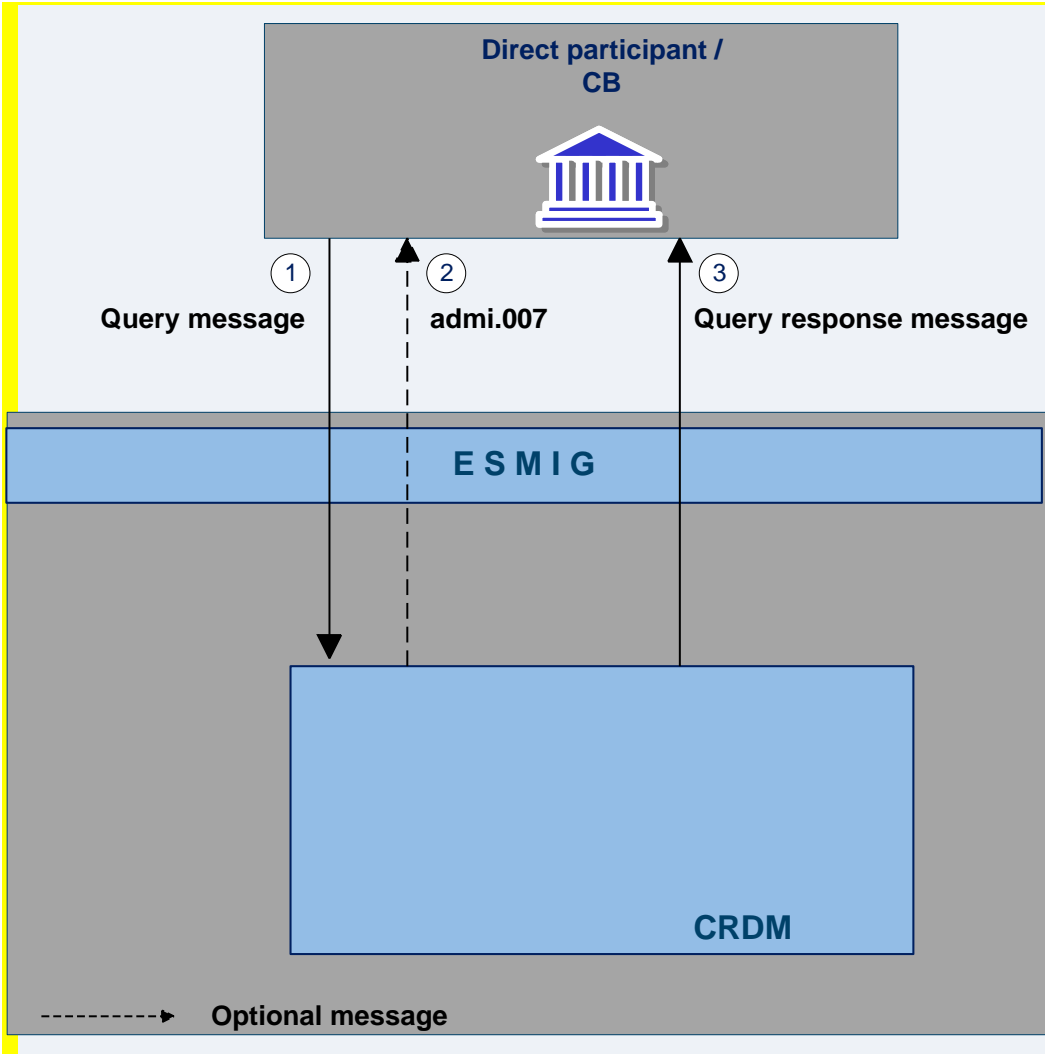 Direct participant /
CB
1
2
3
Query message
admi.007
Query response message
E S M I G
CRDM
Optional message